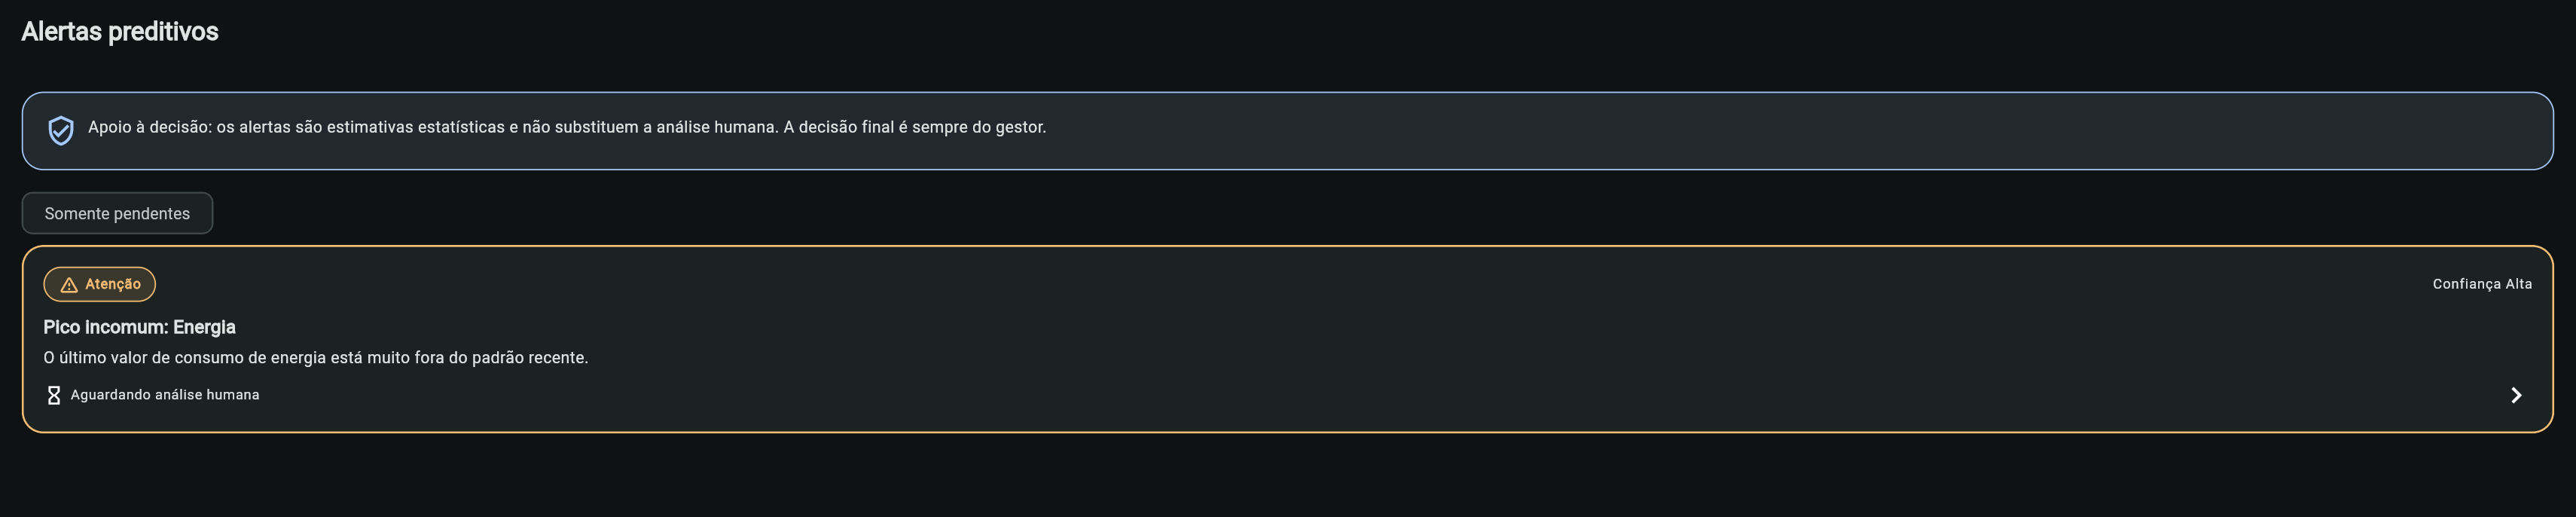 Alertas preditivos
Apoio à decisão: os alertas são estimativas estatísticas e não substituem a análise humana. A decisão final é sempre do gestor.
Somente pendentes
Atenção
Confiança Alta
Pico incomum: Energia
O último valor de consumo de energia está muito fora do padrão recente.
Aguardando análise humana